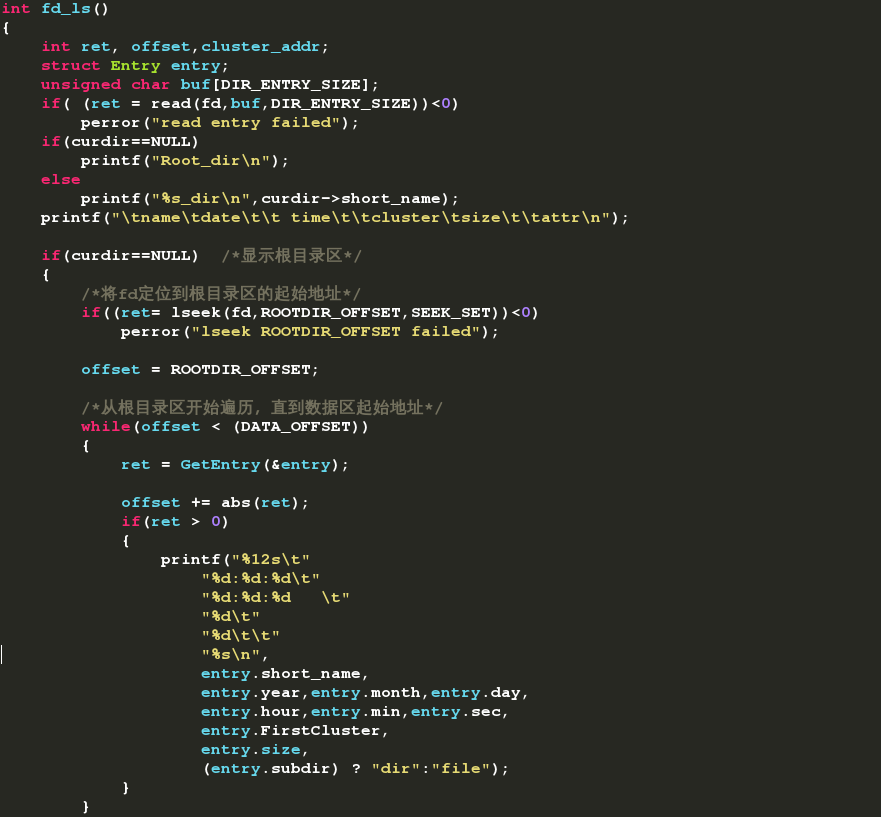 int fd_ls()
{
    int ret, offset,cluster_addr;
    struct Entry entry;
    unsigned char buf[DIR_ENTRY_SIZE];
    if( (ret = read(fd,buf,DIR_ENTRY_SIZE))<0)
        perror("read entry failed");
    if(curdir==NULL)
        printf("Root_dir\n");
    else
        printf("%s_dir\n",curdir->short_name);
    printf("\tname\tdate\t\t time\t\tcluster\tsize\t\tattr\n");
    if(curdir==NULL)  /*显示根目录区*/
    {
        /*将fd定位到根目录区的起始地址*/
        if((ret= lseek(fd,ROOTDIR_OFFSET,SEEK_SET))<0)
            perror("lseek ROOTDIR_OFFSET failed");
        offset = ROOTDIR_OFFSET;
        /*从根目录区开始遍历, 直到数据区起始地址*/
        while(offset < (DATA_OFFSET))
        {
            ret = GetEntry(&entry);
            offset += abs(ret);
            if(ret > 0)
            {
                printf("%12s\t"
                    "%d:%d:%d\t"
                    "%d:%d:%d   \t"
                    "%d\t"
                    "%d\t\t"
                    "%s\n",
                    entry.short_name,
                    entry.year,entry.month,entry.day,
                    entry.hour,entry.min,entry.sec,
                    entry.FirstCluster,
                    entry.size,
                    (entry.subdir) ? "dir":"file");
            }
        }